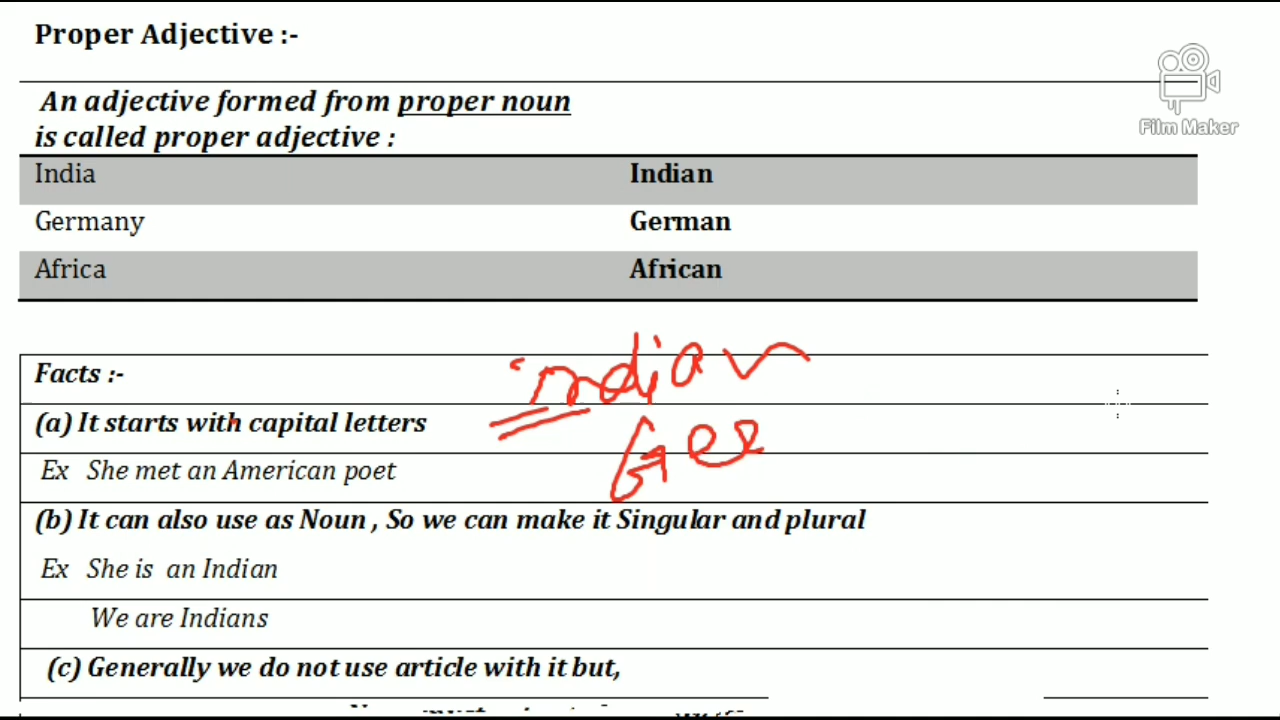 Proper Adjective :-
Film Maker
An adjective formed from proper noun
is called proper adjective :
India Indian
Germany German
Africa African
Indian
Facts :-
(a) It starts with capital letters
Ger
Ex She met an American poet
(b) It can also use as Noun , So we can make it Singular and plural
Ex She is an Indian
We are Indians
(c) Generally we do not use article with it but,